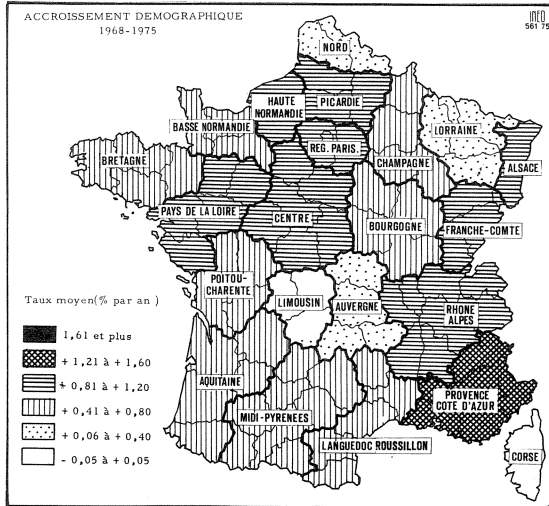 ACCROISSEMENT DEMOGRAPHIQUE
1968-1975
INED
561 75
NORD
HAUTE
NORMANDIE
PICARDIE
BASSE NORMANDIE
REG. PARIS.
LORRAINE
BRETAGNE
CHAMPAGNE
ALSACE
PAYS DE LA LOIRE
CENTRE
BOURGOGNE
FRANCHE-COMTE
POITOU-
CHARENTE
LIMOUSIN
AUVERGNE
RHONE
ALPES
AQUITAINE
MIDI-PYRENEES
LANGUEDOC ROUSSILLON
PROVENCE
COTE D'AZUR
CORSE
Taux moyen(% par an )
1,61 et plus
+ 1,21 à + 1,60
+ 0,81 à + 1,20
+ 0,41 à + 0,80
+ 0,06 à + 0,40
- 0,05 à + 0,05